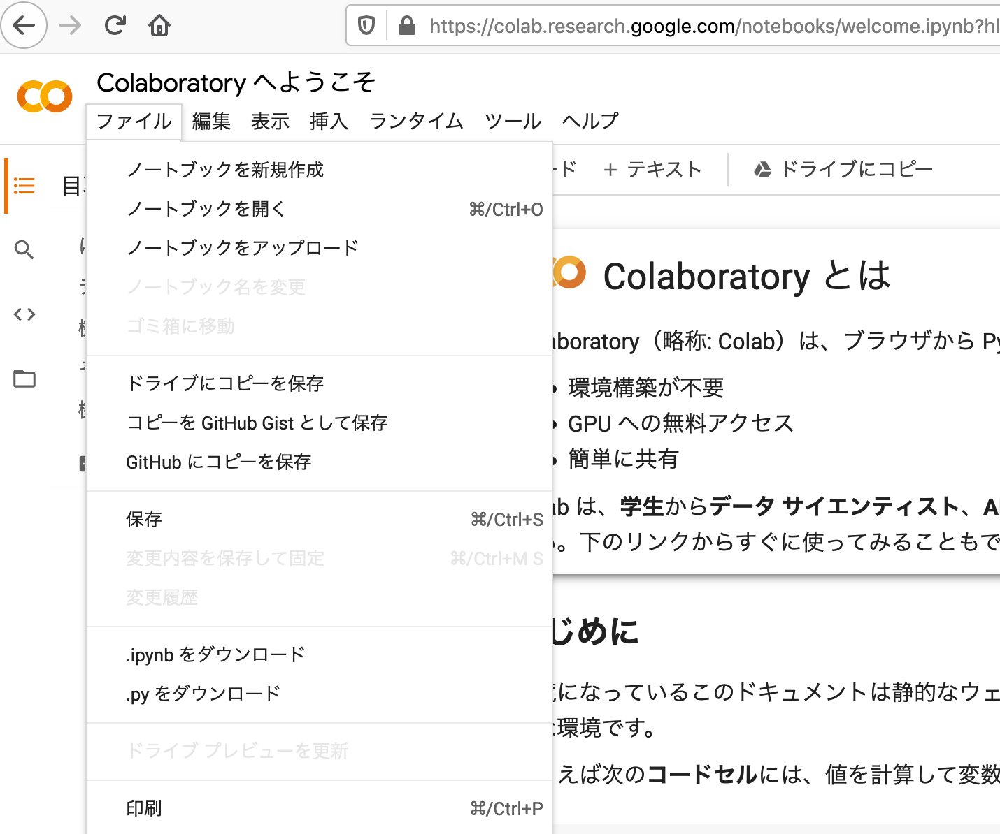 https://colab.research.google.com/notebooks/welcome.ipynb?hl
Colaboratory へようこそ
ファイル 編集 表示 挿入 ランタイム ツール ヘルプ
ード + テキスト ドライブにコピー
目次
ノートブックを新規作成
ノートブックを開く ⌘/Ctrl+O
ノートブックをアップロード
ノートブック名を変更
ゴミ箱に移動
ドライブにコピーを保存
コピーを GitHub Gist として保存
GitHub にコピーを保存
保存 ⌘/Ctrl+S
変更内容を保存して固定 ⌘/Ctrl+M S
変更履歴
.ipynb をダウンロード
.py をダウンロード
ドライブ プレビューを更新
印刷 ⌘/Ctrl+P
Colaboratory とは
aboratory（略称: Colab）は、ブラウザから Py
• 環境構築が不要
• GPU への無料アクセス
• 簡単に共有
ab は、学生からデータ サイエンティスト、AI
い。下のリンクからすぐに使ってみることもで
じめに
になっているこのドキュメントは静的なウェ
な環境です。
えば次のコードセルには、値を計算して変数